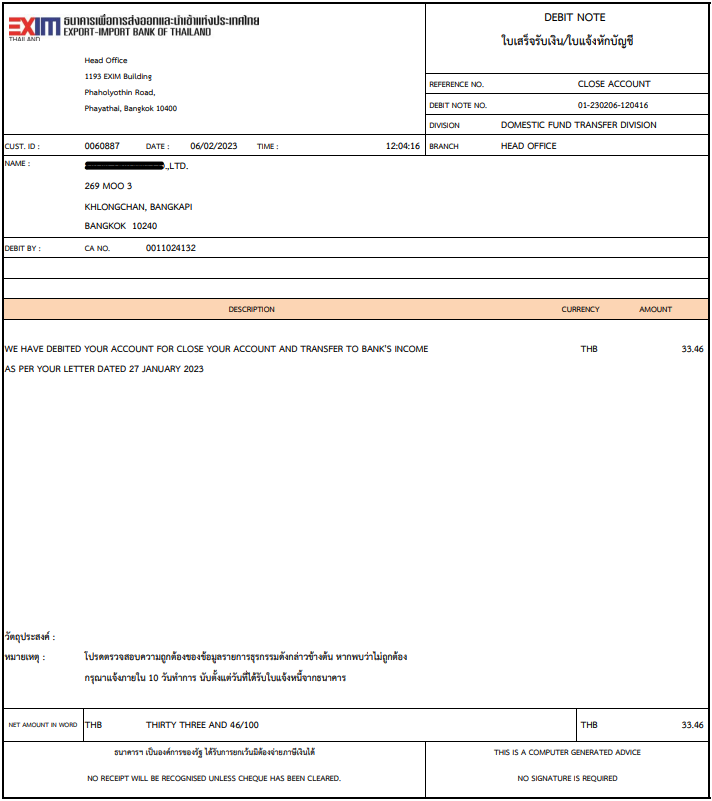 EXIM
THAILAND
ธนาคารเพื่อการส่งออกและนำเข้าแห่งประเทศไทย
EXPORT-IMPORT BANK OF THAILAND
Head Office
1193 EXIM Building
Phaholyothin Road,
Phayathai, Bangkok 10400
DEBIT NOTE
ใบเสร็จรับเงิน/ใบแจ้งหักบัญชี
REFERENCE NO. CLOSE ACCOUNT
DEBIT NOTE NO. 01-230206-120416
DIVISION DOMESTIC FUND TRANSFER DIVISION
CUST. ID : 0060887 DATE : 06/02/2023 TIME : 12:04:16 BRANCH HEAD OFFICE
NAME : .,LTD.
269 MOO 3
KHLONGCHAN, BANGKAPI
BANGKOK 10240
DEBIT BY : CA NO. 0011024132
DESCRIPTION CURRENCY AMOUNT
WE HAVE DEBITED YOUR ACCOUNT FOR CLOSE YOUR ACCOUNT AND TRANSFER TO BANK'S INCOME THB 33.46
AS PER YOUR LETTER DATED 27 JANUARY 2023
วัตถุประสงค์ :
หมายเหตุ : โปรดตรวจสอบความถูกต้องของข้อมูลรายการธุรกรรมดังกล่าวข้างต้น หากพบว่าไม่ถูกต้อง
กรุณาแจ้งภายใน 10 วันทำการ นับตั้งแต่วันที่ได้รับใบแจ้งหนี้จากธนาคาร
NET AMOUNT IN WORD THB THIRTY THREE AND 46/100 THB 33.46
ธนาคารฯ เป็นองค์การของรัฐ ได้รับการยกเว้นมิต้องจ่ายภาษีเงินได้
NO RECEIPT WILL BE RECOGNISED UNLESS CHEQUE HAS BEEN CLEARED.
THIS IS A COMPUTER GENERATED ADVICE
NO SIGNATURE IS REQUIRED